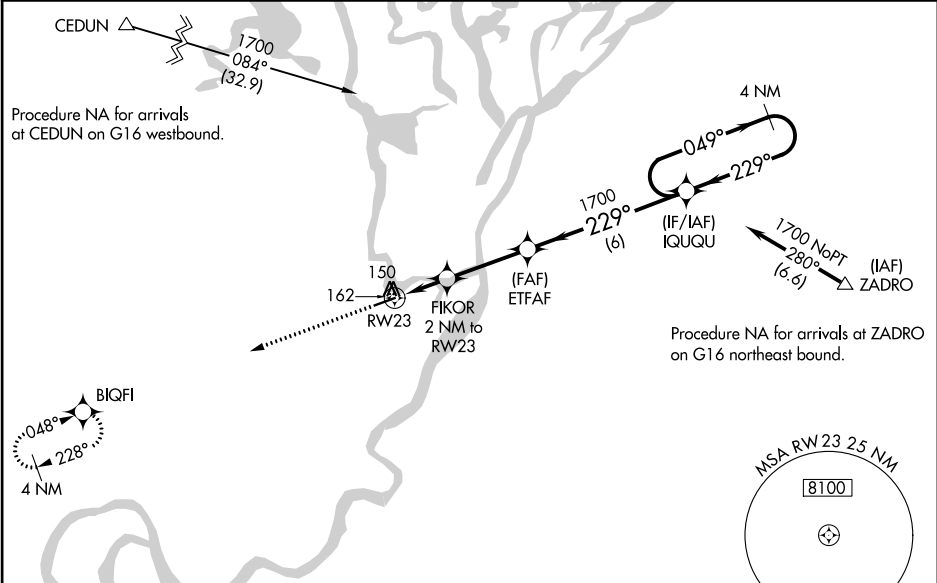 CEDUN
1700
084°
(32.9)
Procedure NA for arrivals
at CEDUN on G16 westbound.
4 NM
049°
229°
1700
229°
(6)
(IF/IAF)
IQUQU
1700 NoPT
280°
(6.6)
(IAF)
ZADRO
(FAF)
ETFAF
150
162
RW23
FIKOR
2 NM to
RW23
Procedure NA for arrivals at ZADRO
on G16 northeast bound.
BIQFI
048°
228°
4 NM
MSA RW23 25 NM
8100